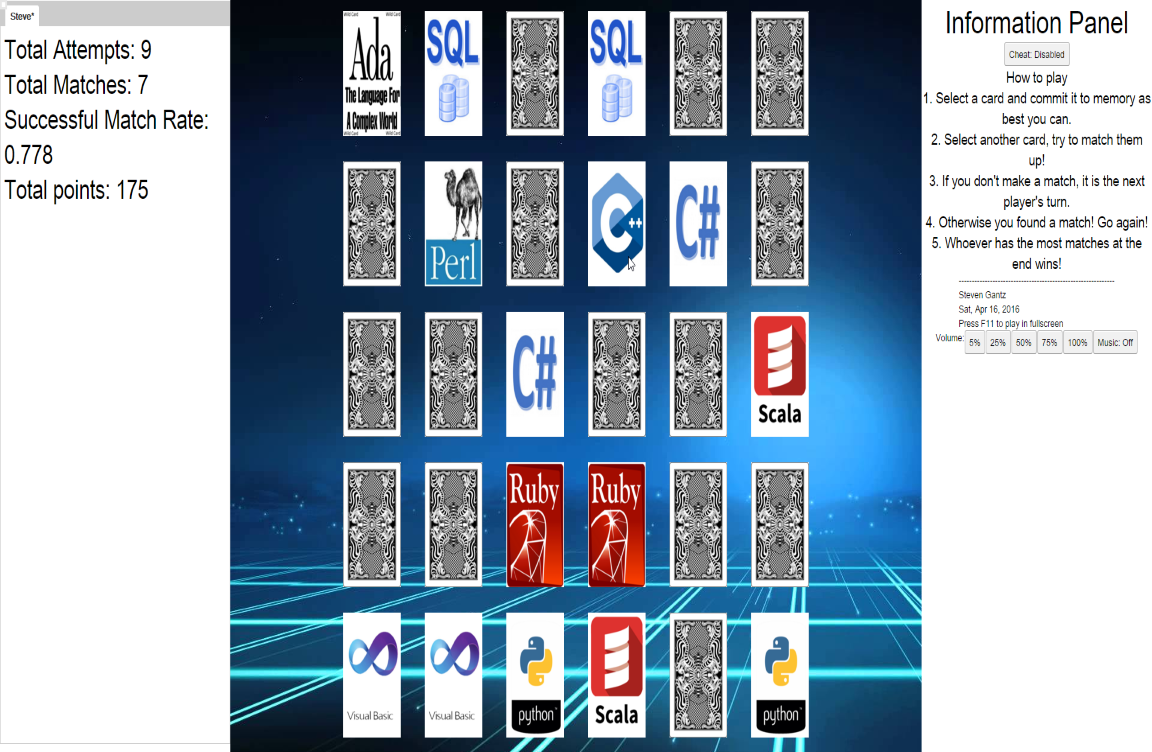 Steve*
Total Attempts: 9
Total Matches: 7
Successful Match Rate:
0.778
Total points: 175
Wild Card Wild Card
Ada
The Language For
A Complex World
Wild Card Wild Card
SQL
SQL
Perl
C++
C#
C#
Scala
Ruby
Ruby
Visual Basic
Visual Basic
python
Scala
python
Information Panel
Cheat: Disabled
How to play
1. Select a card and commit it to memory as
best you can.
2. Select another card, try to match them
up!
3. If you don't make a match, it is the next
player's turn.
4. Otherwise you found a match! Go again!
5. Whoever has the most matches at the
end wins!
------------------------------------------------------------
Steven Gantz
Sat, Apr 16, 2016
Press F11 to play in fullscreen
Volume: 5% 25% 50% 75% 100% Music: Off